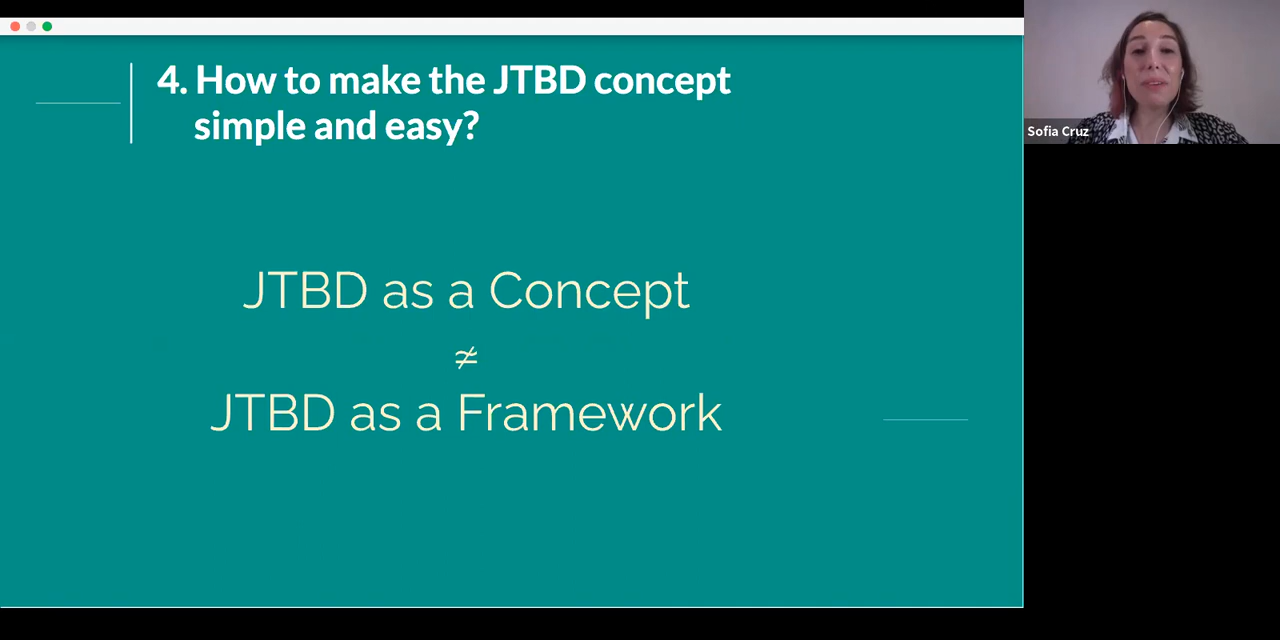 4. How to make the JTBD concept
simple and easy?
JTBD as a Concept
≉
JTBD as a Framework
Sofia Cruz